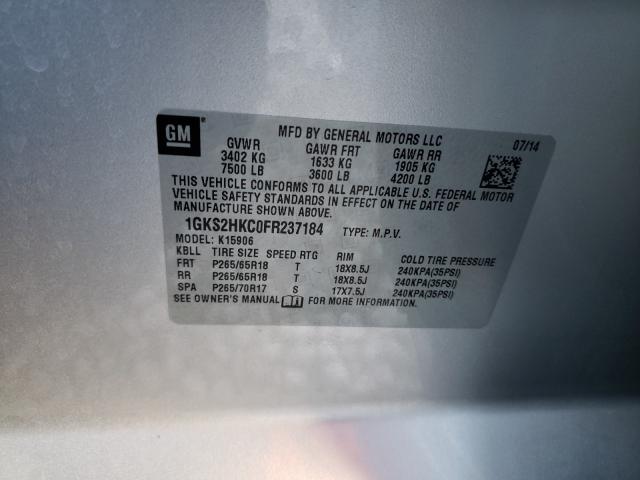 GM
MFD BY GENERAL MOTORS LLC 07/14
GVWR GAWR FRT GAWR RR
3402 KG 1633 KG 1905 KG
7500 LB 3600 LB 4200 LB
THIS VEHICLE CONFORMS TO ALL APPLICABLE U.S. FEDERAL MOTOR
VEHICLE SAFETY STANDARDS IN EFFECT ON THE DATE OF
MANUFACTURE SHOWN ABOVE.
1GKS2HKC0FR237184 TYPE: M.P.V.
MODEL: K15906
KBLL TIRE SIZE SPEED RTG RIM COLD TIRE PRESSURE
FRT P265/65R18 T 18X8.5J 240KPA(35PSI)
RR P265/65R18 T 18X8.5J 240KPA(35PSI)
SPA P265/70R17 S 17X7.5J 240KPA(35PSI)
SEE OWNER'S MANUAL FOR MORE INFORMATION.